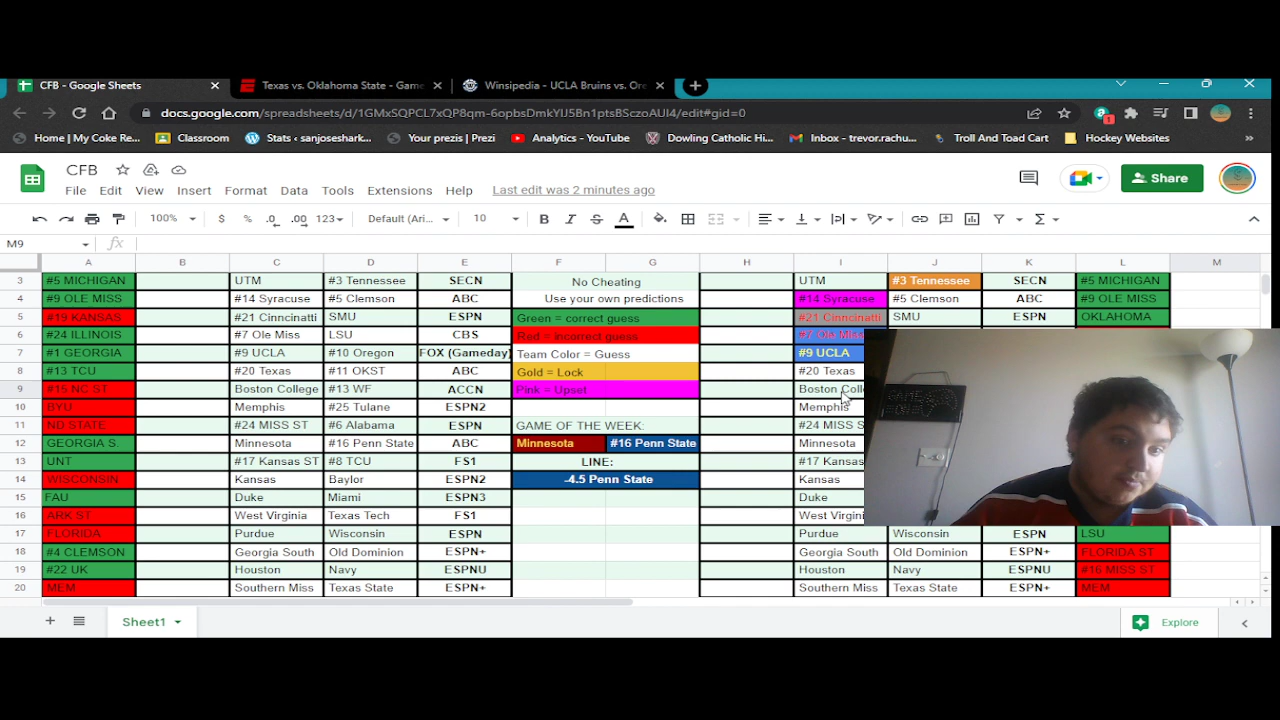 CFB - Google Sheets Texas vs. Oklahoma State - Game Winsipedia - UCLA Bruins vs. Ore
docs.google.com/spreadsheets/d/
Home | My Coke Re... Classroom Stats ‹ sanjoseshark... Your prezis | Prezi Analytics - YouTube Dowling Catholic Hi... Inbox - trevor.rachu... Troll And Toad Cart Hockey Websites »
CFB
File Edit View Insert Format Data Tools Extensions Help Last edit was 2 minutes ago Share
100% $ % .0 .00 123 Default (Ari... 10 B I S A
M9 fx
A B C D E F G H I J K L M
3 #5 MICHIGAN UTM #3 Tennessee SECN No Cheating UTM #3 Tennessee SECN #5 MICHIGAN
4 #9 OLE MISS #14 Syracuse #5 Clemson ABC Use your own predictions #14 Syracuse #5 Clemson ABC #9 OLE MISS
5 #19 KANSAS #21 Cinncinatti SMU ESPN Green = correct guess #21 Cinncinatti SMU ESPN OKLAHOMA
6 #24 ILLINOIS #7 Ole Miss LSU CBS Red = incorrect guess #7 Ole Miss
7 #1 GEORGIA #9 UCLA #10 Oregon FOX (Gameday) Team Color = Guess #9 UCLA
8 #13 TCU #20 Texas #11 OKST ABC Gold = Lock #20 Texas
9 #15 NC ST Boston College #13 WF ACCN Pink = Upset Boston Colle
10 BYU Memphis #25 Tulane ESPN2 Memphis
11 ND STATE #24 MISS ST #6 Alabama ESPN GAME OF THE WEEK: #24 MISS S
12 GEORGIA S. Minnesota #16 Penn State ABC Minnesota #16 Penn State Minnesota
13 UNT #17 Kansas ST #8 TCU FS1 LINE: #17 Kansa
14 WISCONSIN Kansas Baylor ESPN2 -4.5 Penn State Kansas
15 FAU Duke Miami ESPN3 Duke
16 ARK ST West Virginia Texas Tech FS1 West Virgini
17 FLORIDA Purdue Wisconsin ESPN Purdue Wisconsin ESPN LSU
18 #4 CLEMSON Georgia South Old Dominion ESPN+ Georgia South Old Dominion ESPN+ FLORIDA ST
19 #22 UK Houston Navy ESPNU Houston Navy ESPNU #16 MISS ST
20 MEM Southern Miss Texas State ESPN+ Southern Miss Texas State ESPN+ MEM
Sheet1 Explore